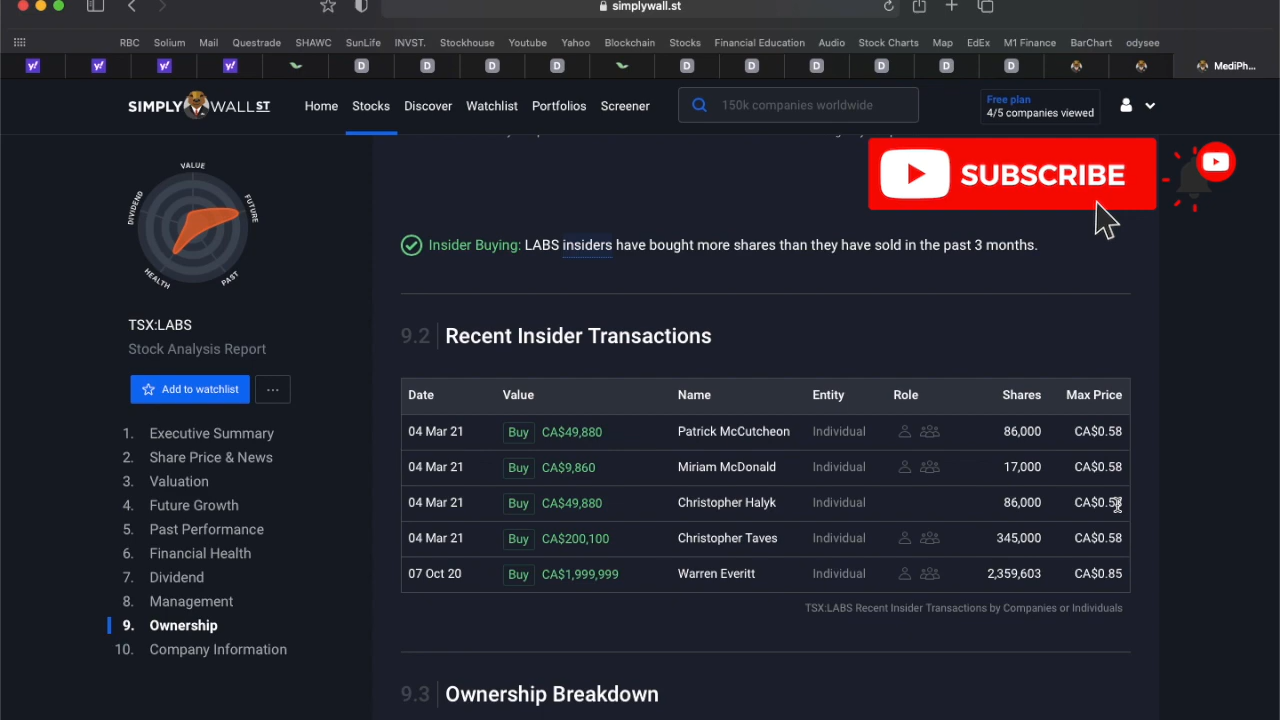 simplywall.st
RBC Solium Mail Questrade SHAWC SunLife INVST. Stockhouse Youtube Yahoo Blockchain Stocks Financial Education Audio Stock Charts Map EdEx M1 Finance BarChart odysee
y! y! y! y! D D D D D D D D D D MediPh...
SIMPLY WALL ST Home Stocks Discover Watchlist Portfolios Screener 150k companies worldwide
Free plan
4/5 companies viewed
SUBSCRIBE
VALUE
FUTURE
PAST
HEALTH
DIVIDEND
TSX:LABS
Stock Analysis Report
Add to watchlist ...
1. Executive Summary
2. Share Price & News
3. Valuation
4. Future Growth
5. Past Performance
6. Financial Health
7. Dividend
8. Management
9. Ownership
10. Company Information
Insider Buying: LABS insiders have bought more shares than they have sold in the past 3 months.
9.2 Recent Insider Transactions
Date Value Name Entity Role Shares Max Price
04 Mar 21 Buy CA$49,880 Patrick McCutcheon Individual 86,000 CA$0.58
04 Mar 21 Buy CA$9,860 Miriam McDonald Individual 17,000 CA$0.58
04 Mar 21 Buy CA$49,880 Christopher Halyk Individual 86,000 CA$0.58
04 Mar 21 Buy CA$200,100 Christopher Taves Individual 345,000 CA$0.58
07 Oct 20 Buy CA$1,999,999 Warren Everitt Individual 2,359,603 CA$0.85
TSX:LABS Recent Insider Transactions by Companies or Individuals
9.3 Ownership Breakdown